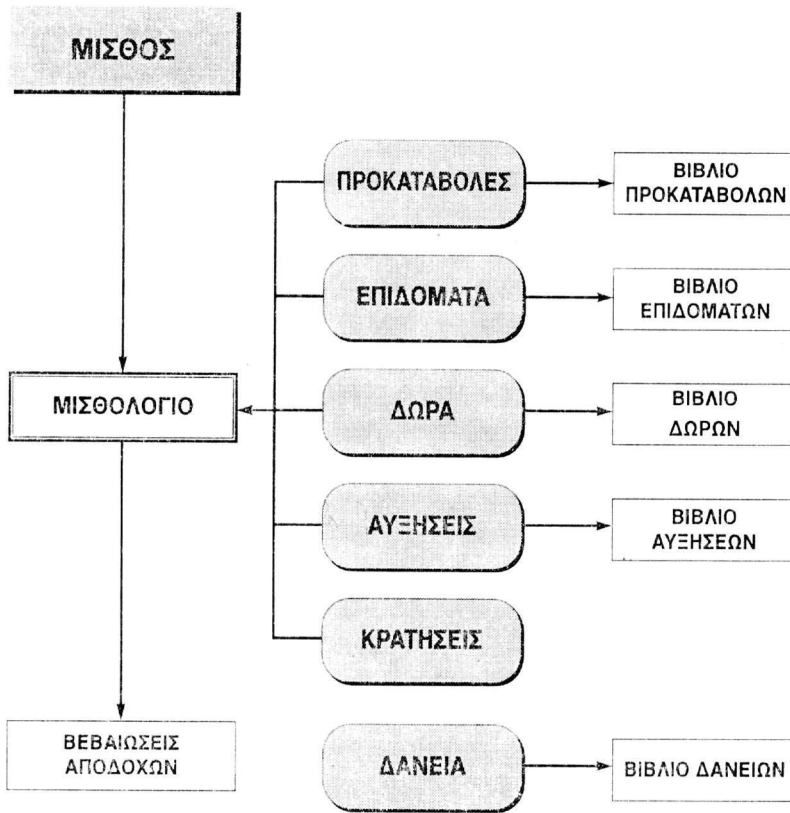 ΜΙΣΘΟΣ
ΠΡΟΚΑΤΑΒΟΛΕΣ
ΒΙΒΛΙΟ
ΠΡΟΚΑΤΑΒΟΛΩΝ
ΕΠΙΔΟΜΑΤΑ
ΒΙΒΛΙΟ
ΕΠΙΔΟΜΑΤΩΝ
ΜΙΣΘΟΛΟΓΙΟ
ΔΩΡΑ
ΒΙΒΛΙΟ
ΔΩΡΩΝ
ΑΥΞΗΣΕΙΣ
ΒΙΒΛΙΟ
ΑΥΞΗΣΕΩΝ
ΚΡΑΤΗΣΕΙΣ
ΒΕΒΑΙΩΣΕΙΣ
ΑΠΟΔΟΧΩΝ
ΔΑΝΕΙΑ
ΒΙΒΛΙΟ ΔΑΝΕΙΩΝ